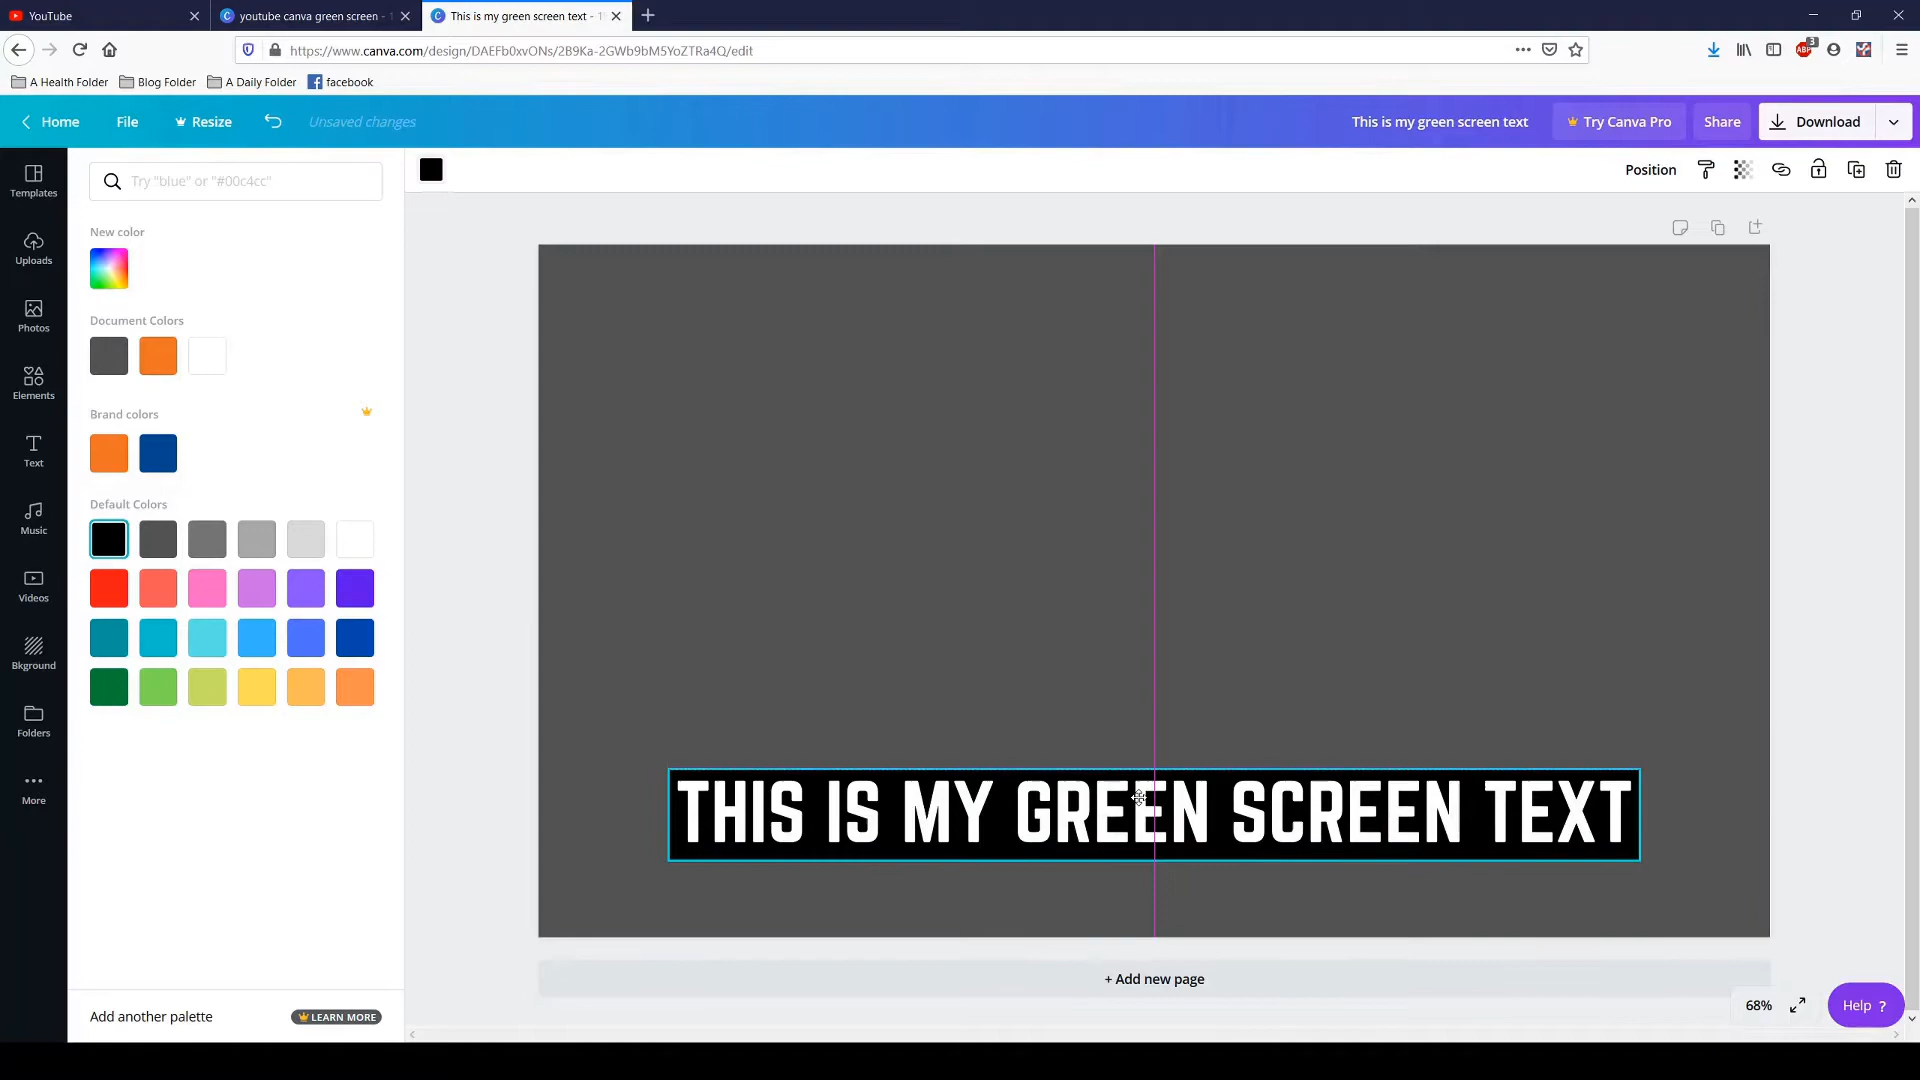 YouTube
youtube canva green screen - 1
This is my green screen text - 1
https://www.canva.com/design/DAEFb0xvONs/2B9Ka-2GWb9bM5YoZTRa4Q/edit
3
ABP
A Health Folder
Blog Folder
A Daily Folder
facebook
Home
File
Resize
Unsaved changes
This is my green screen text
Try Canva Pro
Share
Download
Templates
Uploads
Photos
Elements
Text
Music
Videos
Bkground
Folders
More
Try "blue" or "#00c4cc"
New color
Document Colors
Brand colors
Default Colors
Add another palette
LEARN MORE
Position
THIS IS MY GREEN SCREEN TEXT
+ Add new page
68%
Help ?